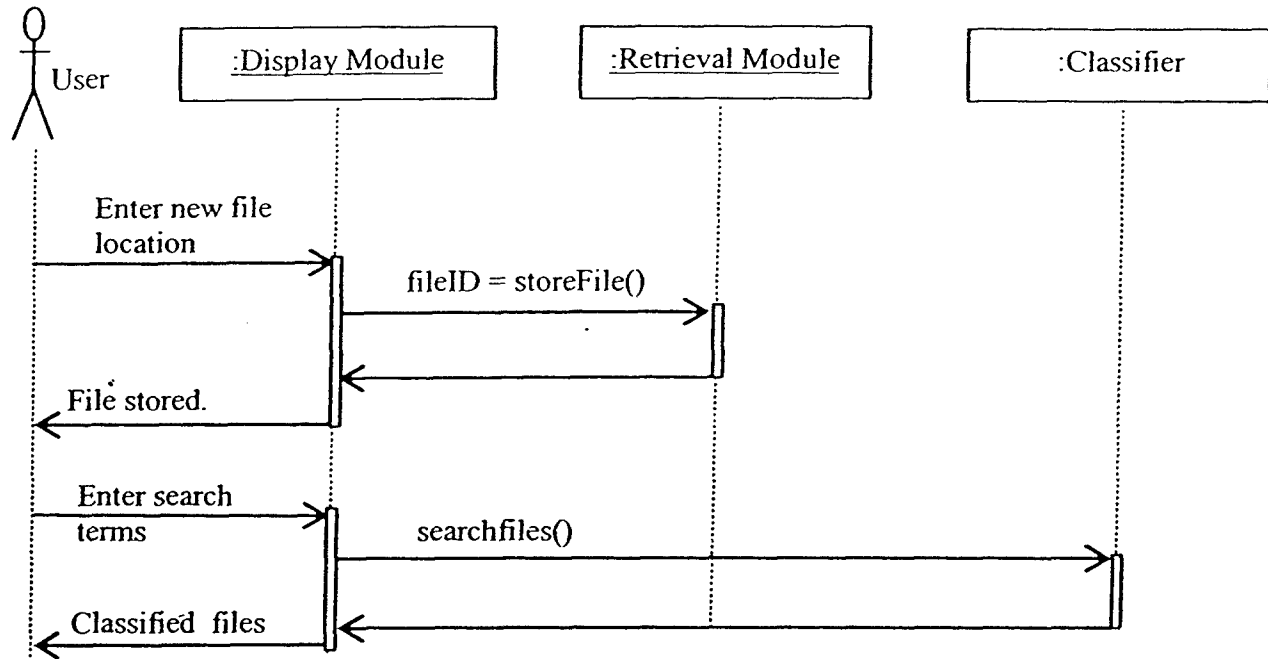 User
:Display Module
:Retrieval Module
:Classifier
Enter new file
location
fileID = storeFile()
File stored.
Enter search
terms
searchfiles()
Classified files